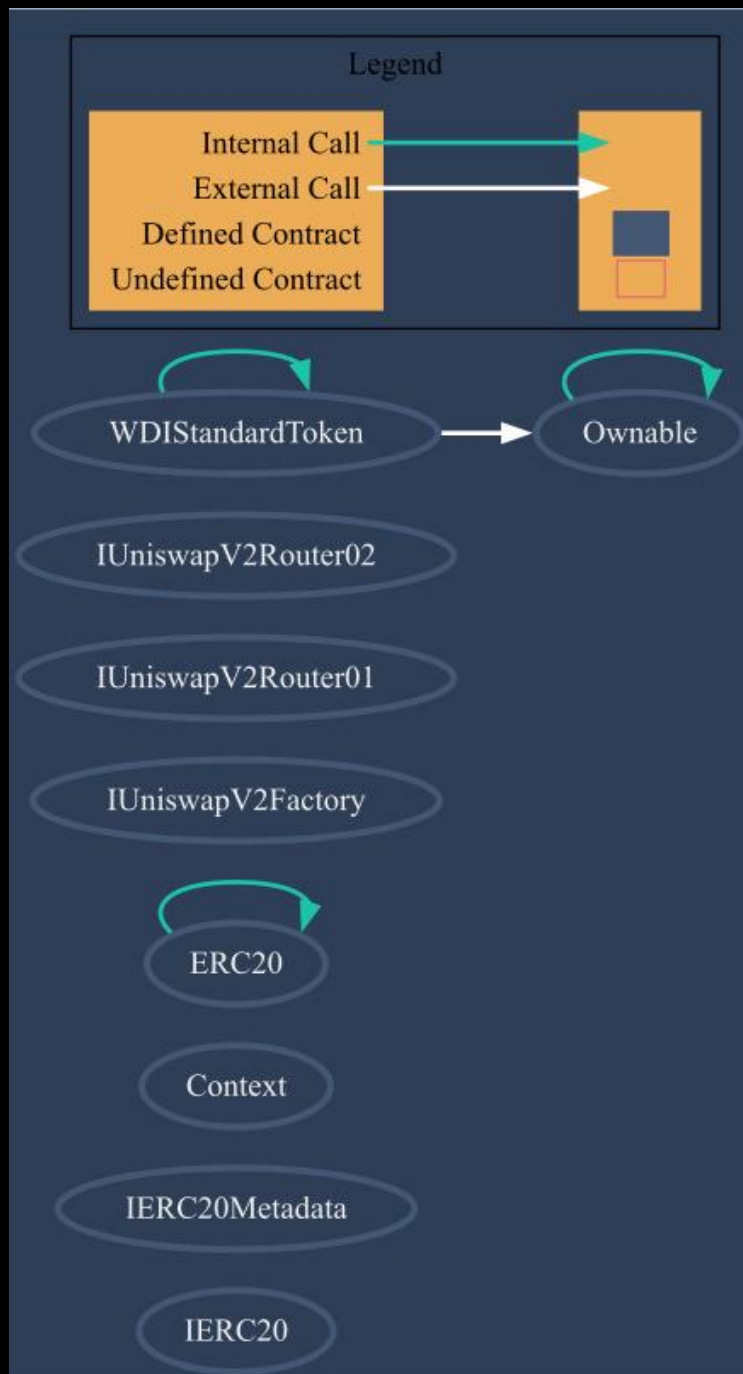 Legend
Internal Call
External Call
Defined Contract
Undefined Contract
WDIStandardToken
Ownable
IUniswapV2Router02
IUniswapV2Router01
IUniswapV2Factory
ERC20
Context
IERC20Metadata
IERC20